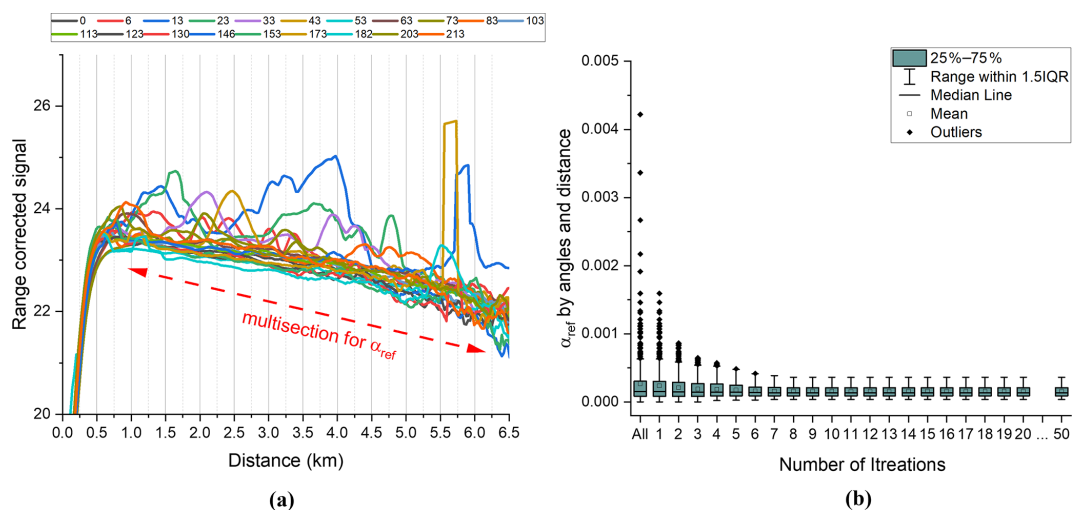 0 6 13 23 33 43 53 63 73 83 103
113 123 130 146 153 173 182 203 213
Range corrected signal
26
24
22
20
multisection for αref
0.0 0.5 1.0 1.5 2.0 2.5 3.0 3.5 4.0 4.5 5.0 5.5 6.0 6.5
Distance (km)
(a)
αref by angles and distance
0.005
0.004
0.003
0.002
0.001
0.000
25%–75%
Range within 1.5IQR
Median Line
Mean
Outliers
All 1 2 3 4 5 6 7 8 9 10 11 12 13 14 15 16 17 18 19 20 ... 50
Number of Itreations
(b)